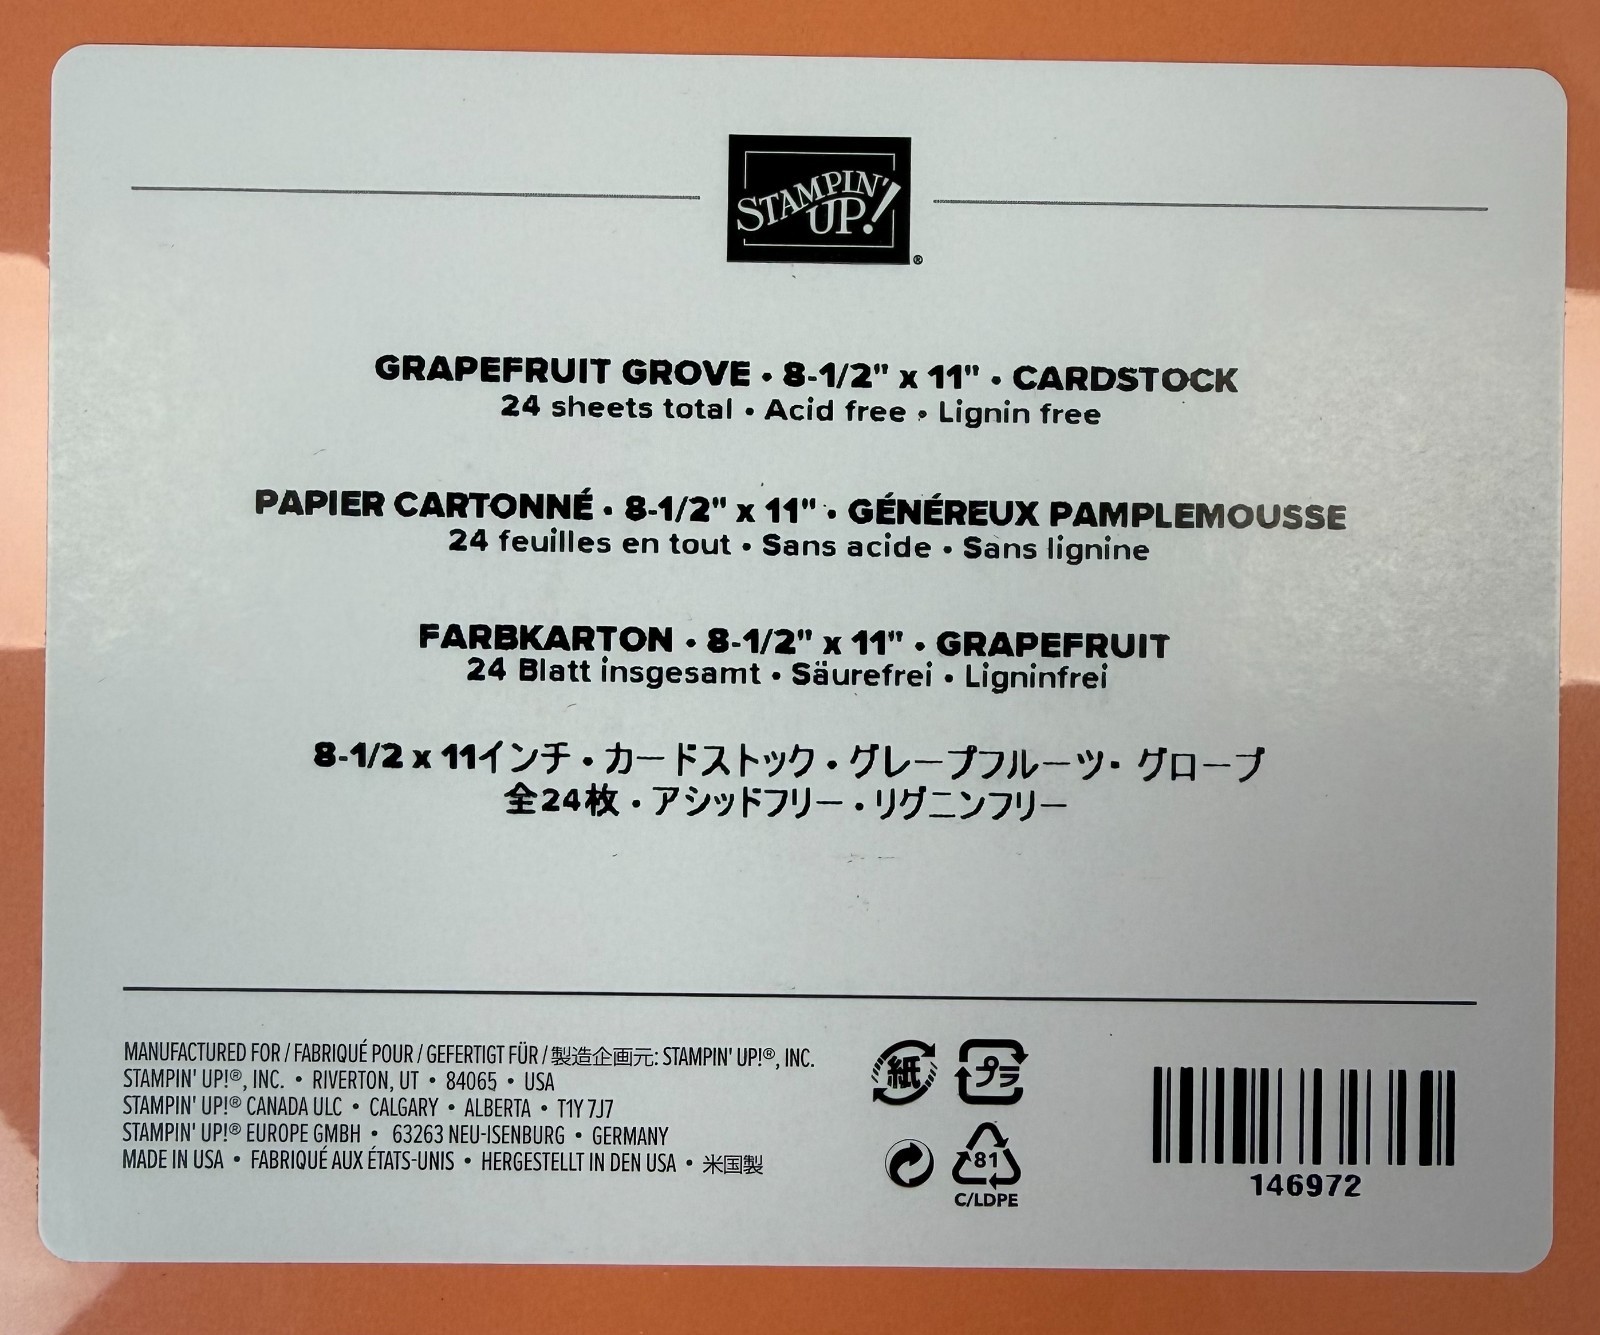 STAMPIN' UP!®
GRAPEFRUIT GROVE • 8-1/2" x 11" • CARDSTOCK
24 sheets total • Acid free • Lignin free
PAPIER CARTONNÉ • 8-1/2" x 11" • GÉNÉREUX PAMPLEMOUSSE
24 feuilles en tout • Sans acide • Sans lignine
FARBKARTON • 8-1/2" x 11" • GRAPEFRUIT
24 Blatt insgesamt • Säurefrei • Ligninfrei
8-1/2 x 11インチ・カードストック・グレープフルーツ・グローブ
全24枚・アシッドフリー・リグニンフリー
MANUFACTURED FOR / FABRIQUÉ POUR / GEFERTIGT FÜR / 製造企画元: STAMPIN' UP!®, INC.
STAMPIN' UP!®, INC. • RIVERTON, UT • 84065 • USA
STAMPIN' UP!® CANADA ULC • CALGARY • ALBERTA • T1Y 7J7
STAMPIN' UP!® EUROPE GMBH • 63263 NEU-ISENBURG • GERMANY
MADE IN USA • FABRIQUÉ AUX ÉTATS-UNIS • HERGESTELLT IN DEN USA • 米国製
紙 プラ
81
C/LDPE
146972